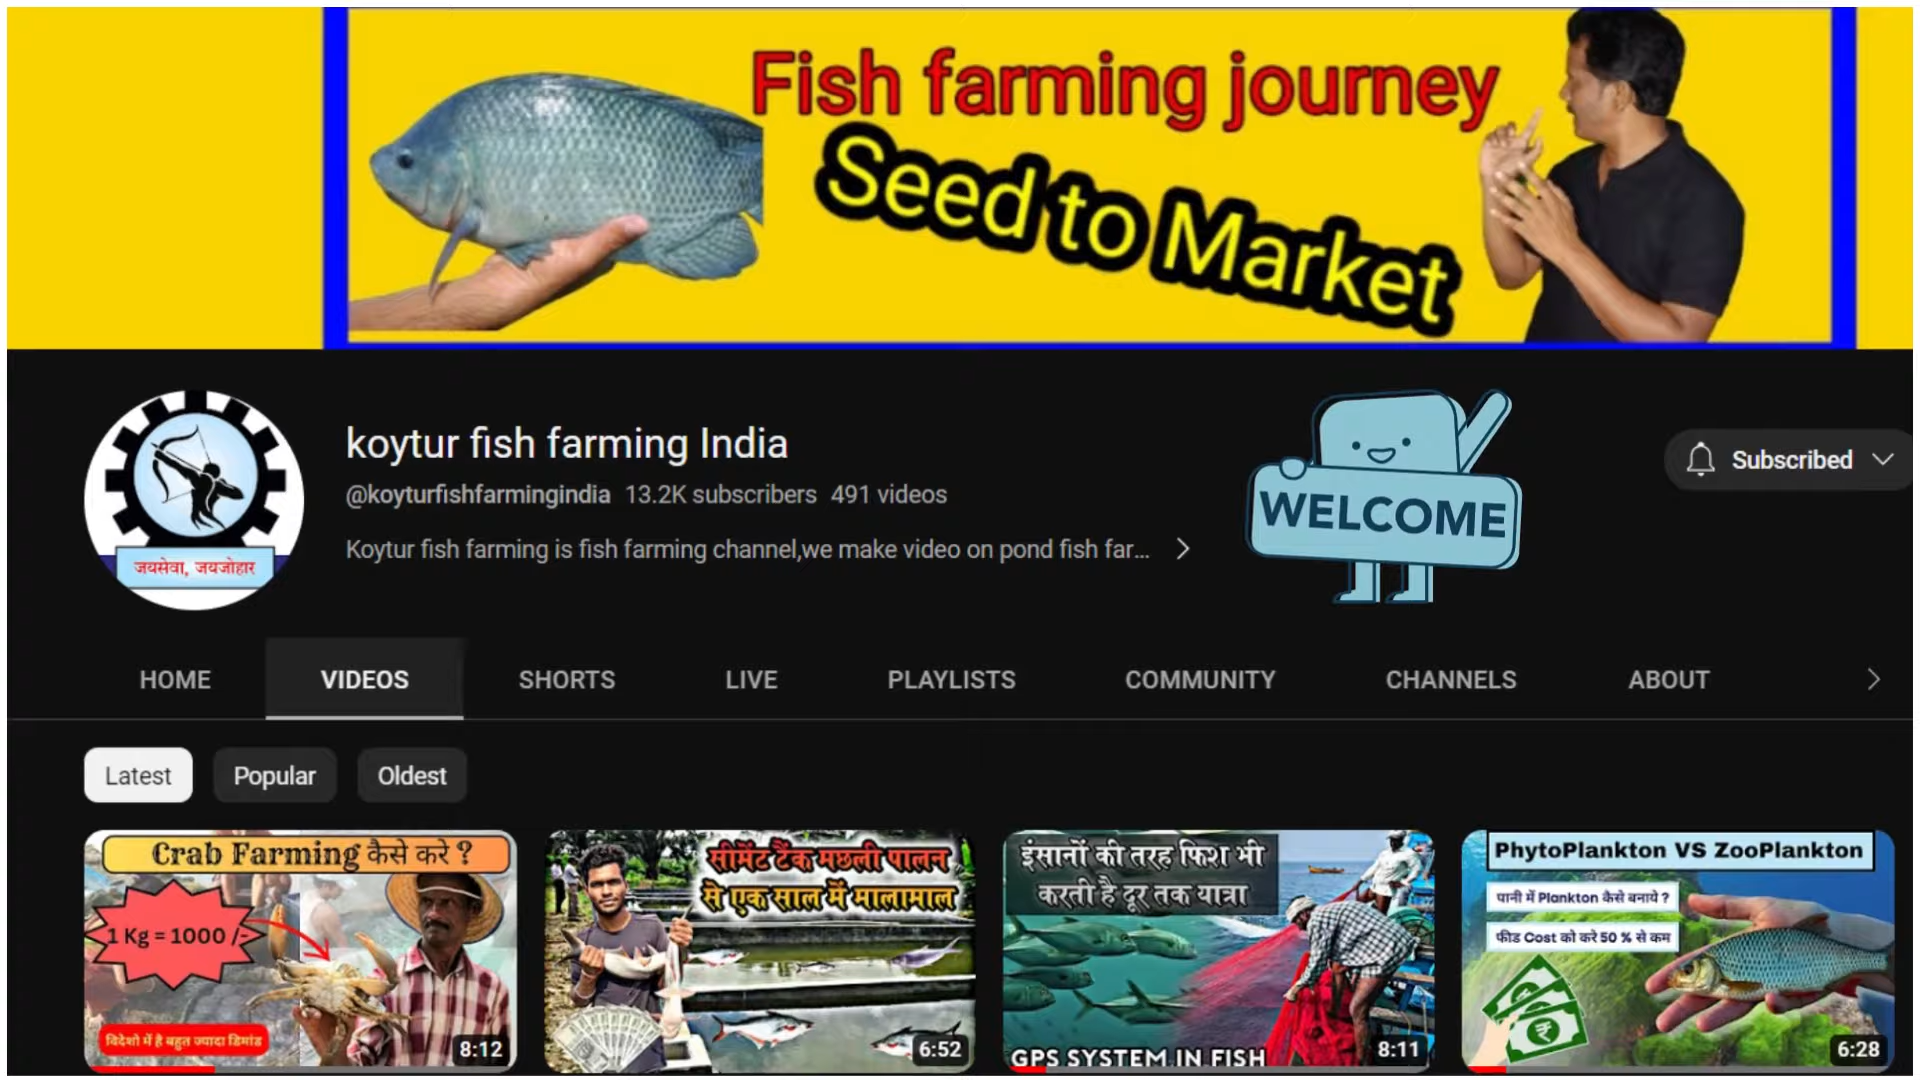 Fish farming journey
Seed to Market
koytur fish farming India
@koyturfishfarmingindia 13.2K subscribers 491 videos
Koytur fish farming is fish farming channel,we make video on pond fish far...
WELCOME
Subscribed
जयसेवा, जयजोहार
HOME VIDEOS SHORTS LIVE PLAYLISTS COMMUNITY CHANNELS ABOUT
Latest Popular Oldest
Crab Farming कैसे करे ?
1 Kg = 1000 /-
विदेशो में है बहुत ज्यादा डिमांड
8:12
सीमेंट टैंक मछली पालन
से एक साल में मालामाल
6:52
इंसानों की तरह फिश भी
करती है दूर तक यात्रा
GPS SYSTEM IN FISH
8:11
PhytoPlankton VS ZooPlankton
पानी में Plankton कैसे बनाये ?
फीड Cost को करे 50 % से कम
₹
6:28